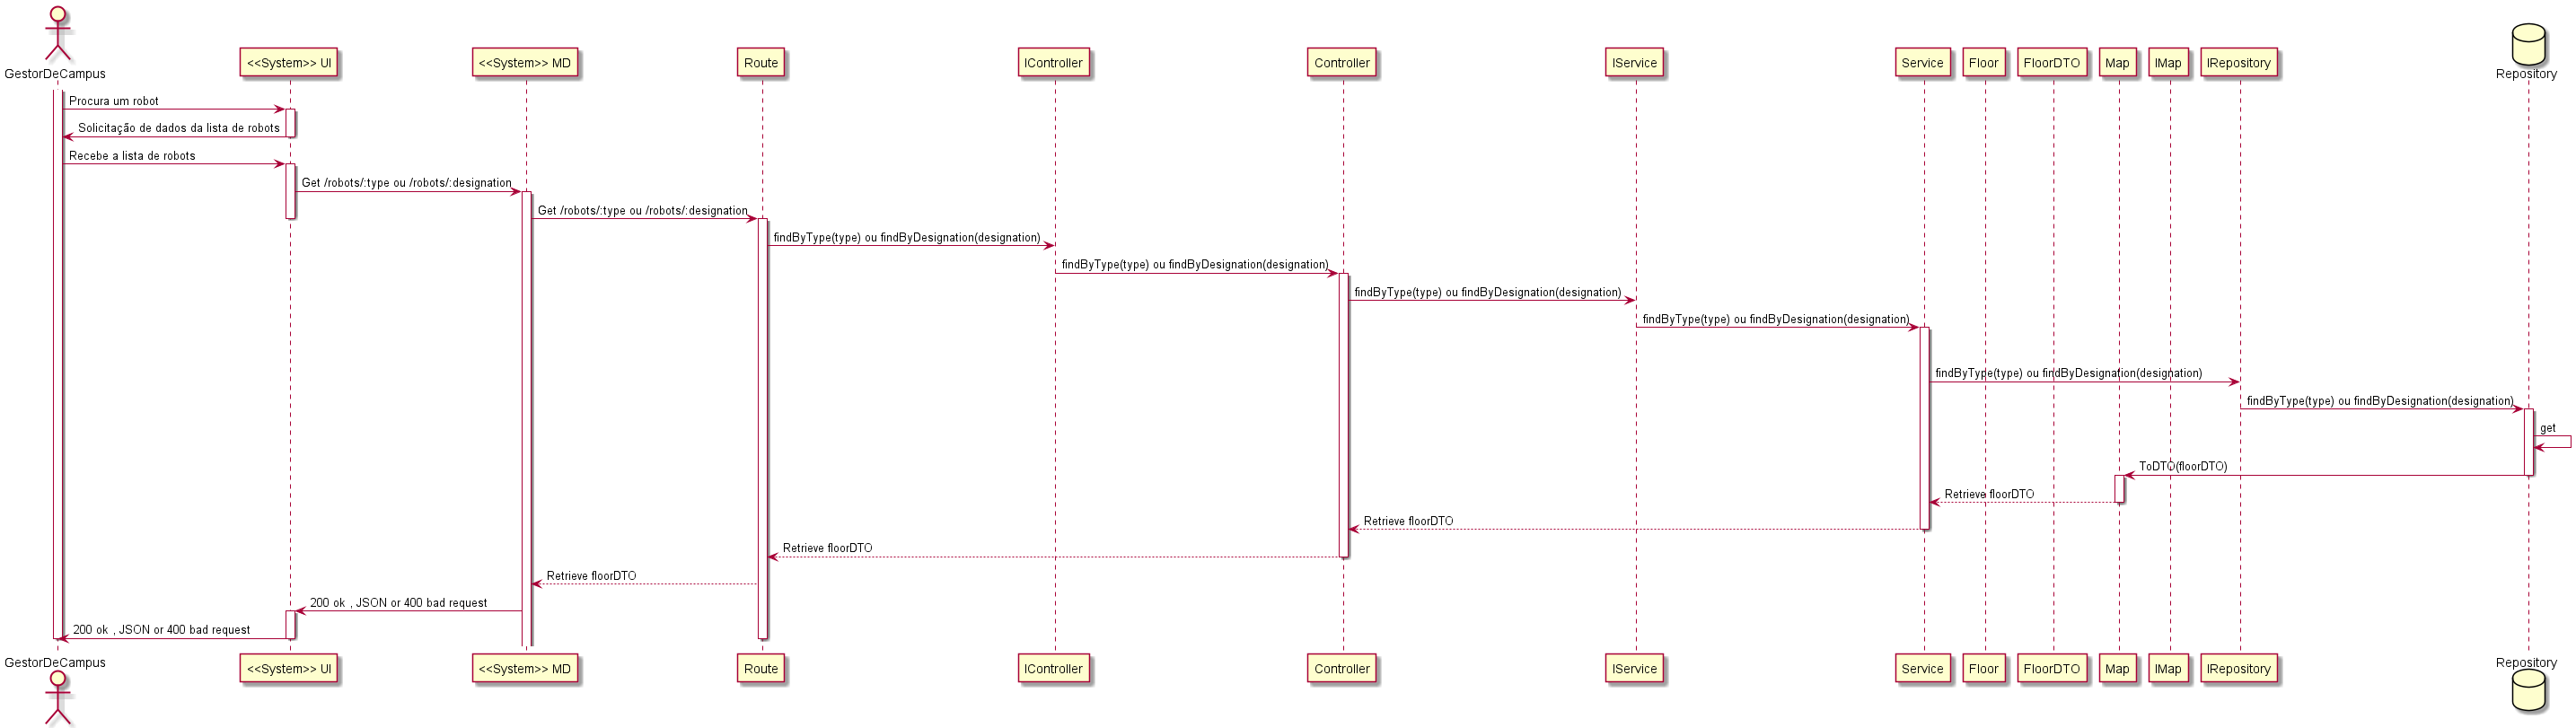 GestorDeCampus
<<System>> UI
<<System>> MD
Route
IController
Controller
IService
Service
Floor
FloorDTO
Map
IMap
IRepository
Repository
Procura um robot
Solicitação de dados da lista de robots
Recebe a lista de robots
Get /robots/:type ou /robots/:designation
Get /robots/:type ou /robots/:designation
findByType(type) ou findByDesignation(designation)
findByType(type) ou findByDesignation(designation)
findByType(type) ou findByDesignation(designation)
findByType(type) ou findByDesignation(designation)
findByType(type) ou findByDesignation(designation)
findByType(type) ou findByDesignation(designation)
get
ToDTO(floorDTO)
Retrieve floorDTO
Retrieve floorDTO
Retrieve floorDTO
Retrieve floorDTO
200 ok , JSON or 400 bad request
200 ok , JSON or 400 bad request
GestorDeCampus
<<System>> UI
<<System>> MD
Route
IController
Controller
IService
Service
Floor
FloorDTO
Map
IMap
IRepository
Repository